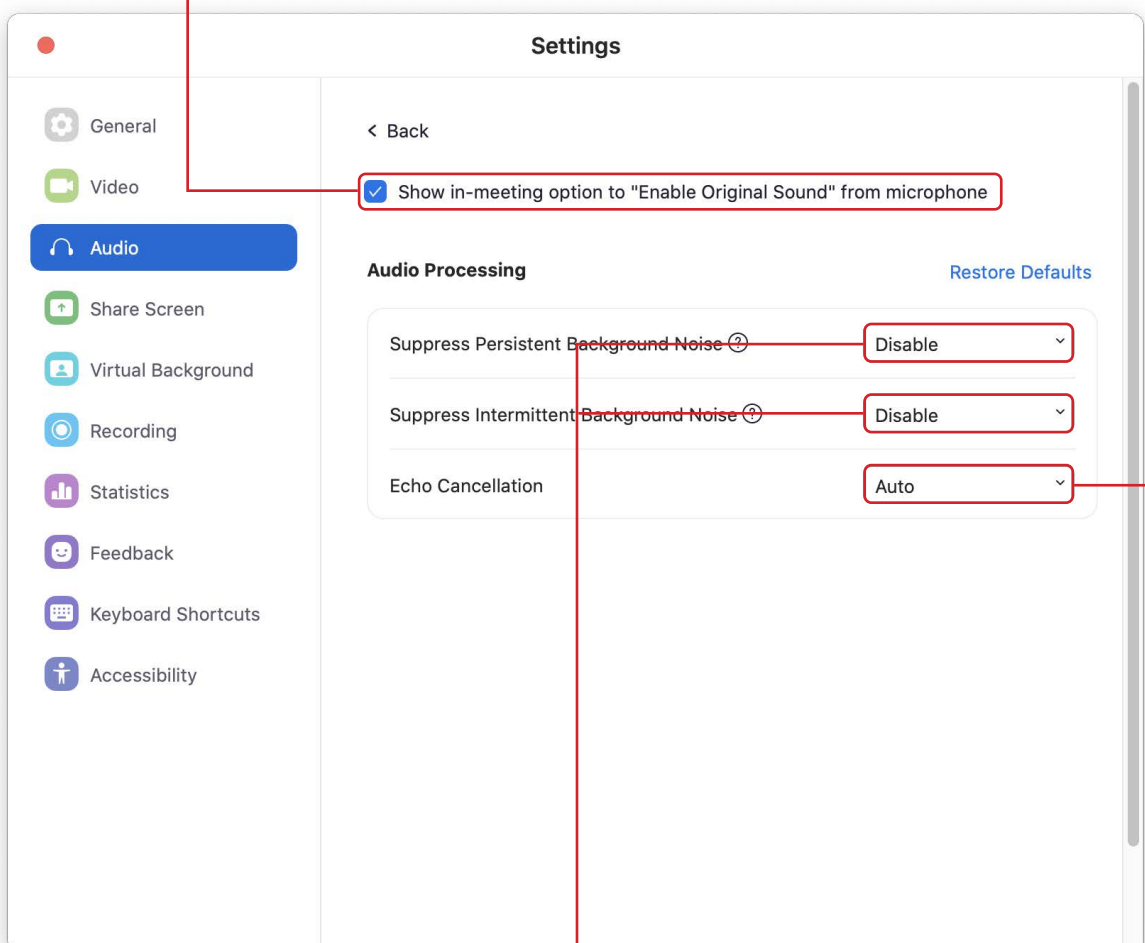 Settings
General
Video
Audio
Share Screen
Virtual Background
Recording
Statistics
Feedback
Keyboard Shortcuts
Accessibility
< Back
Show in-meeting option to "Enable Original Sound" from microphone
Audio Processing
Restore Defaults
Suppress Persistent Background Noise ? Disable
Suppress Intermittent Background Noise ? Disable
Echo Cancellation Auto